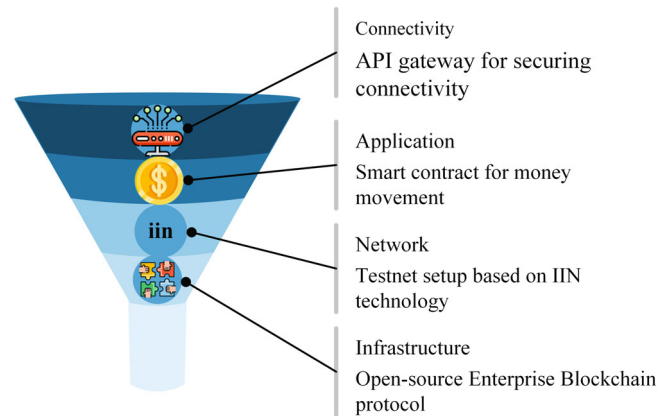 Connectivity
API gateway for securing
connectivity
Application
$
Smart contract for money
movement
iin
Network
Testnet setup based on IIN
technology
Infrastructure
Open-source Enterprise Blockchain
protocol